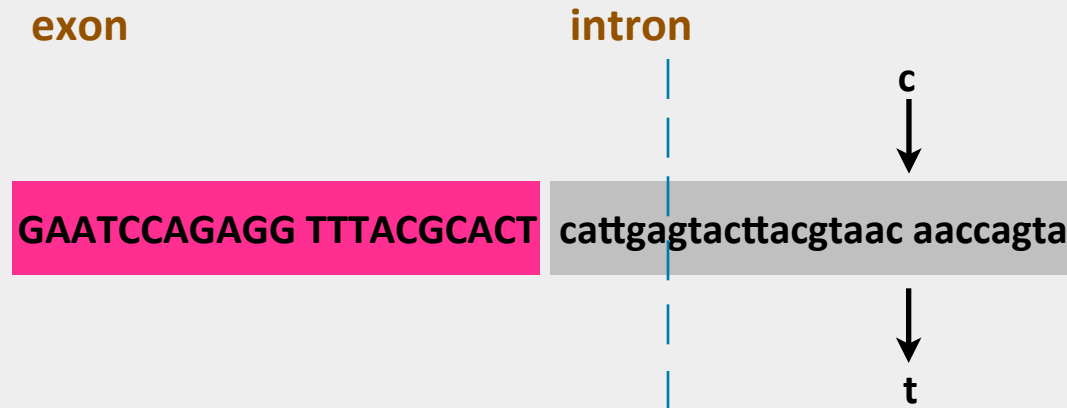 exon intron
c
GAATCCAGAGG TTTACGCACT cattgagtacttacgtaac aaccagta
t